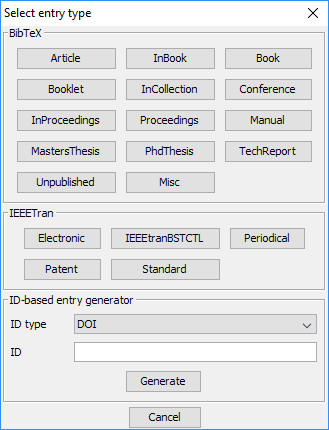 Select entry type
BibTeX
Article InBook Book
Booklet InCollection Conference
InProceedings Proceedings Manual
MastersThesis PhdThesis TechReport
Unpublished Misc
IEEETran
Electronic IEEEtranBSTCTL Periodical
Patent Standard
ID-based entry generator
ID type DOI
ID
Generate
Cancel